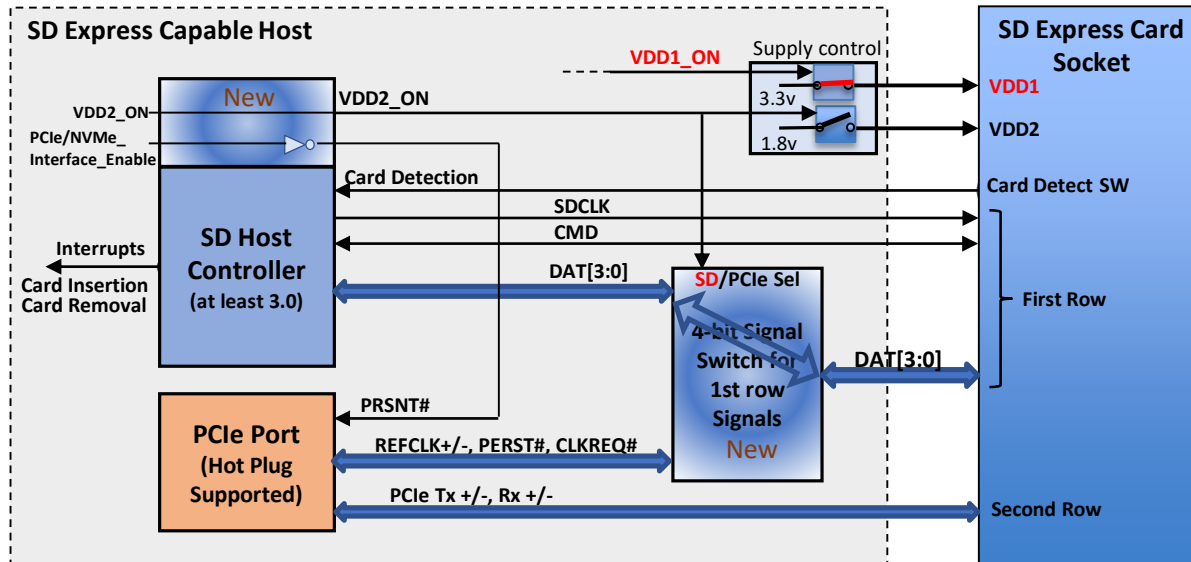 SD Express Capable Host
SD Express Card
Socket
Supply control
VDD1_ON
3.3v
1.8v
VDD1
VDD2
New
VDD2_ON
VDD2_ON
PCIe/NVMe_
Interface_Enable
Card Detection
Card Detect SW
SDCLK
CMD
SD Host
Controller
(at least 3.0)
Interrupts
Card Insertion
Card Removal
DAT[3:0]
SD/PCIe Sel
4-bit Signal
Switch for
1st row
Signals
New
DAT[3:0]
First Row
PRSNT#
PCIe Port
(Hot Plug
Supported)
REFCLK+/-, PERST#, CLKREQ#
PCIe Tx +/-, Rx +/-
Second Row